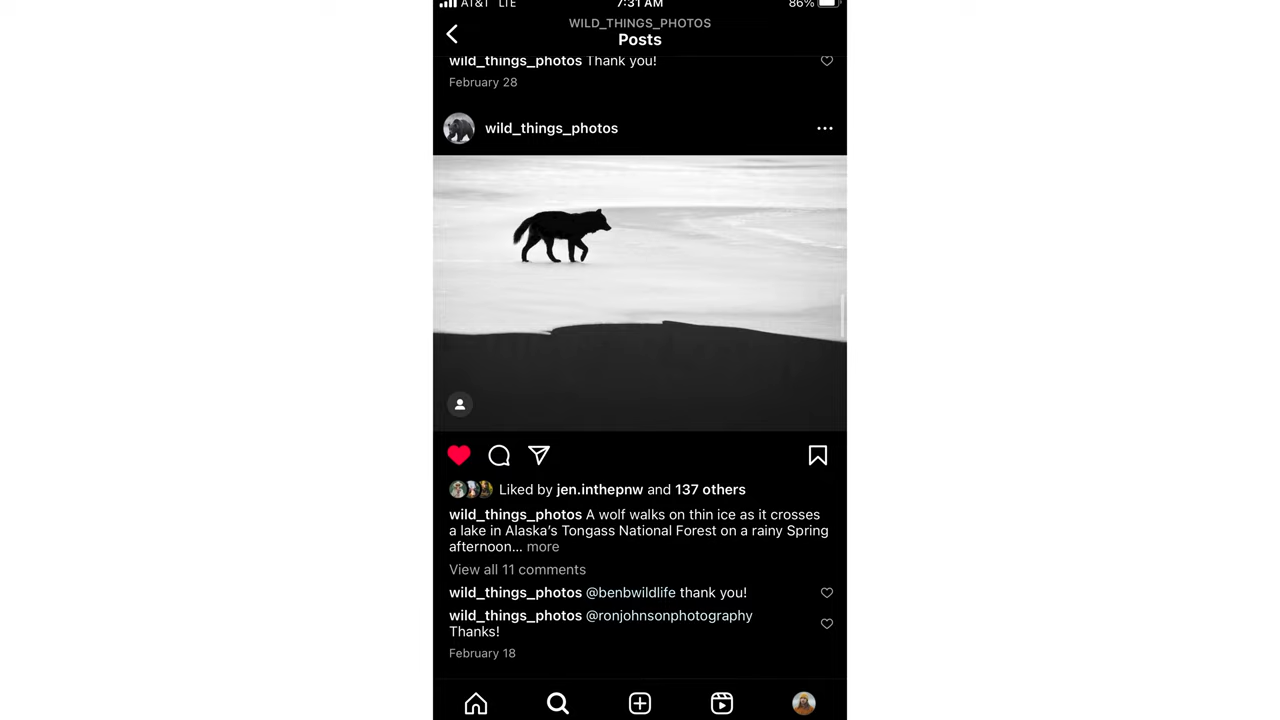 AT&T LTE 7:31 AM 86%
WILD_THINGS_PHOTOS
Posts
wild_things_photos Thank you!
February 28
wild_things_photos
Liked by jen.inthepnw and 137 others
wild_things_photos A wolf walks on thin ice as it crosses
a lake in Alaska’s Tongass National Forest on a rainy Spring
afternoon... more
View all 11 comments
wild_things_photos @benbwildlife thank you!
wild_things_photos @ronjohnsonphotography
Thanks!
February 18